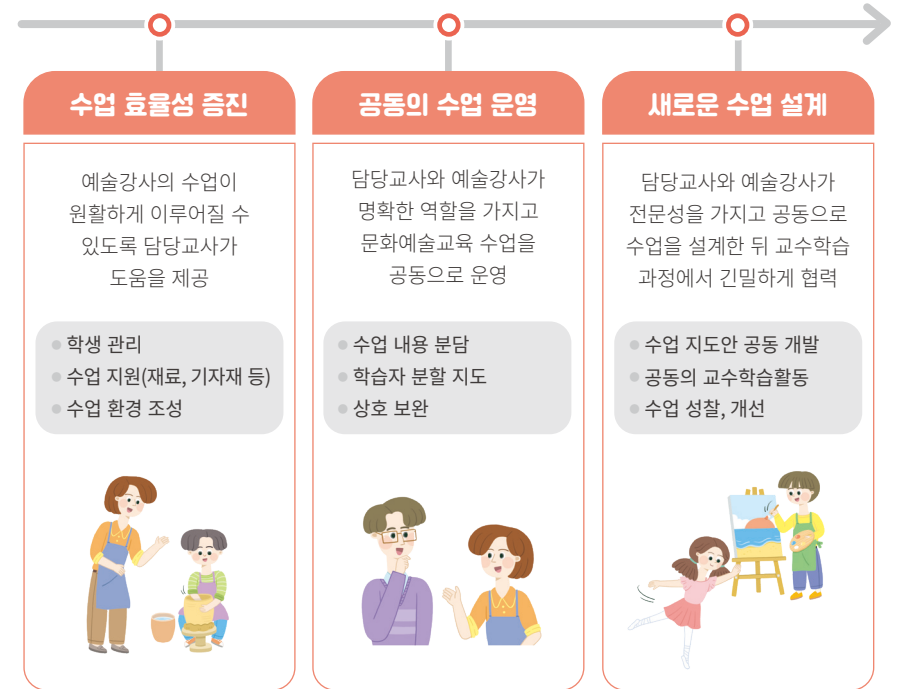 수업 효율성 증진
예술강사의 수업이
원활하게 이루어질 수
있도록 담당교사가
도움을 제공
학생 관리
수업 지원(재료, 기자재 등)
수업 환경 조성
공동의 수업 운영
담당교사와 예술강사가
명확한 역할을 가지고
문화예술교육 수업을
공동으로 운영
수업 내용 분담
학습자 분할 지도
상호 보완
새로운 수업 설계
담당교사와 예술강사가
전문성을 가지고 공동으로
수업을 설계한 뒤 교수학습
과정에서 긴밀하게 협력
수업 지도안 공동 개발
공동의 교수학습활동
수업 성찰, 개선